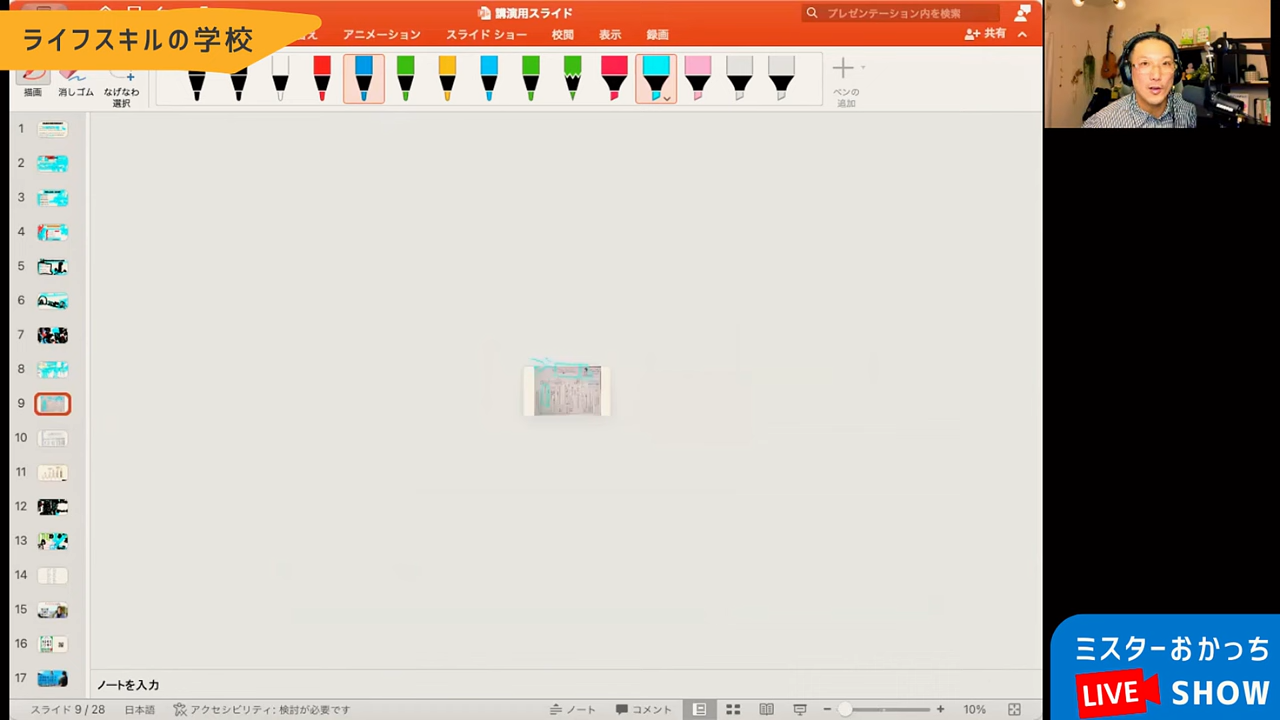 ライフスキルの学校
講演用スライド
プレゼンテーション内を検索
アニメーション
スライド ショー
校閲
表示
録画
共有
描画
消しゴム
なげなわ
選択
ペンの
追加
1
2
3
4
5
6
7
8
9
10
11
12
13
14
15
16
17
ノートを入力
スライド 9 / 28
日本語
アクセシビリティ: 検討が必要です
ノート
コメント
10%
ミスターおかっち
LIVE SHOW